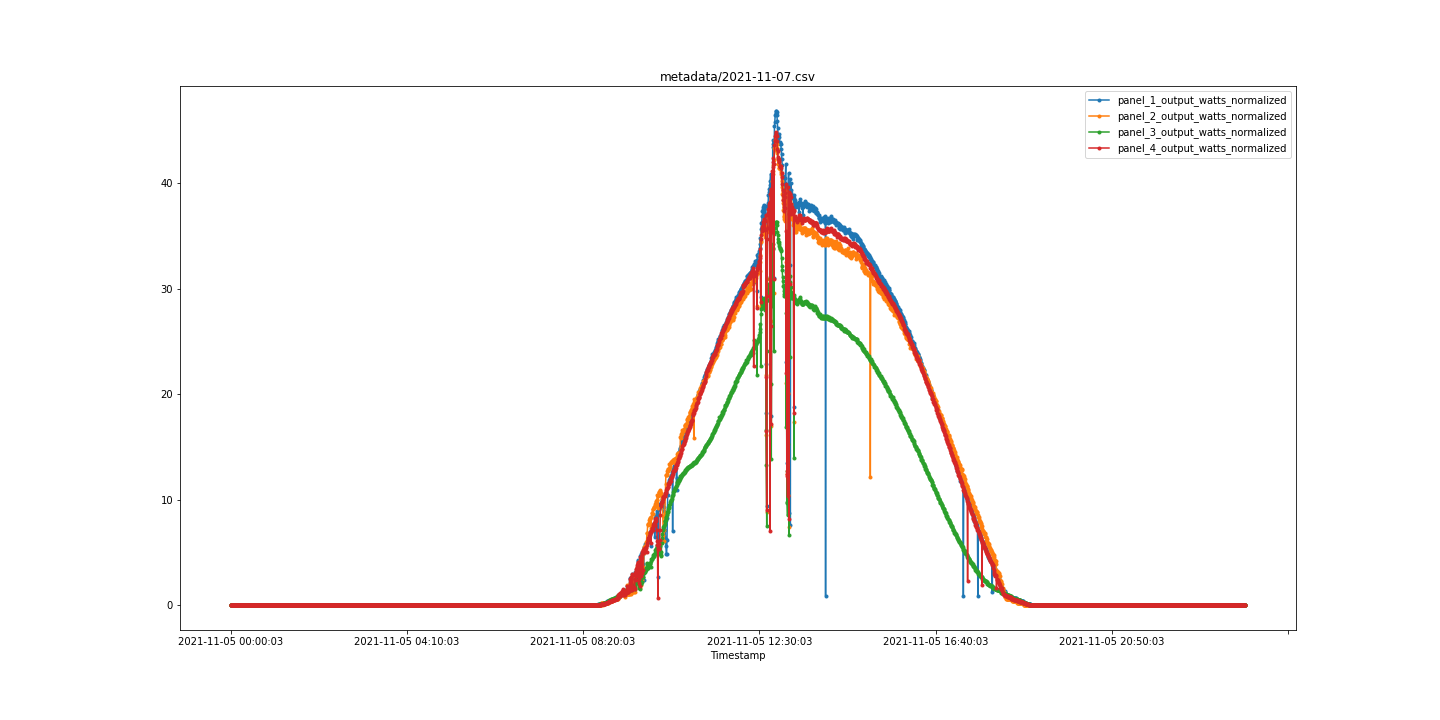 metadata/2021-11-07.csv
panel_1_output_watts_normalized
panel_2_output_watts_normalized
panel_3_output_watts_normalized
panel_4_output_watts_normalized
40
30
20
10
0
2021-11-05 00:00:03 2021-11-05 04:10:03 2021-11-05 08:20:03 2021-11-05 12:30:03 2021-11-05 16:40:03 2021-11-05 20:50:03
Timestamp